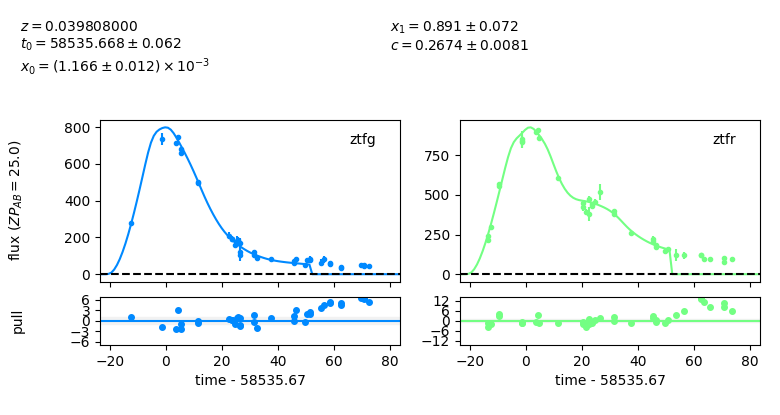 z = 0.039808000
t₀ = 58535.668 ± 0.062
x₀ = (1.166 ± 0.012) × 10⁻³
x₁ = 0.891 ± 0.072
c = 0.2674 ± 0.0081
flux (ZP_AB = 25.0)
800
600
400
200
0
ztfg
750
500
250
0
ztfr
pull
6
3
0
−3
−6
12
6
0
−6
−12
−20 0 20 40 60 80
−20 0 20 40 60 80
time - 58535.67
time - 58535.67